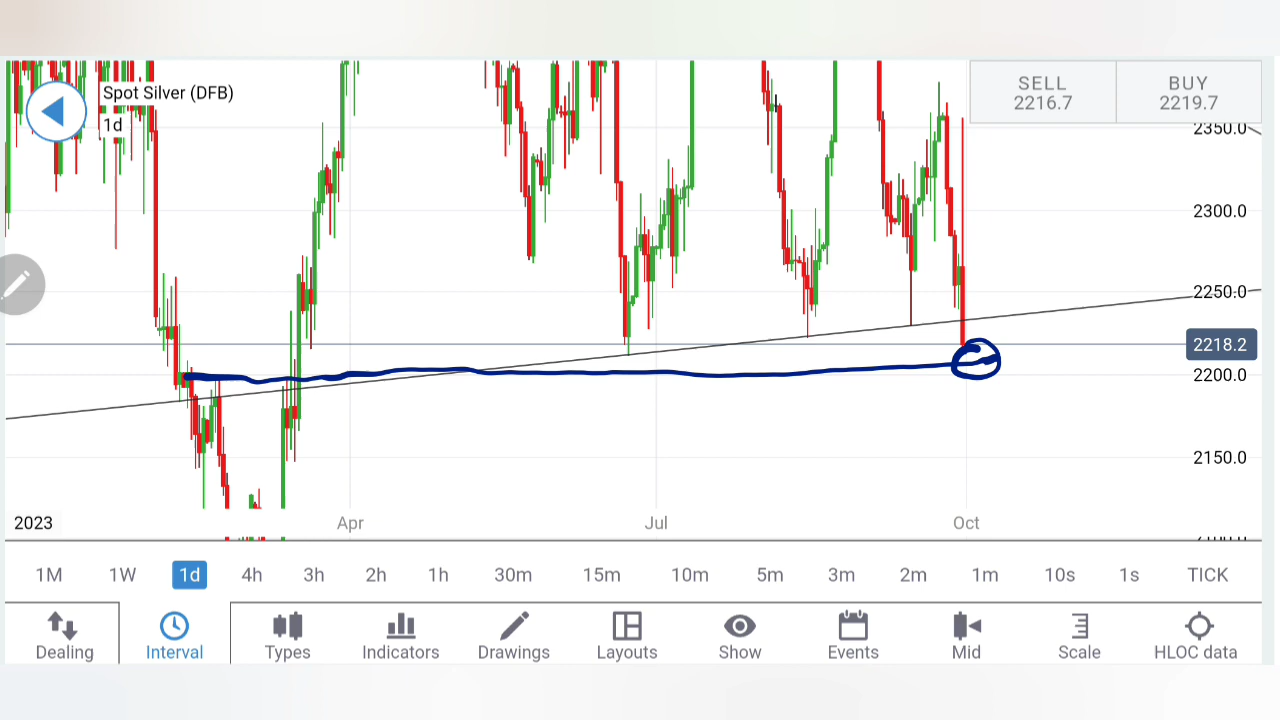 Spot Silver (DFB)
1d
SELL BUY
2216.7 2219.7
2350.0
2300.0
2250.0
2218.2
2200.0
2150.0
2023 Apr Jul Oct
1M 1W 1d 4h 3h 2h 1h 30m 15m 10m 5m 3m 2m 1m 10s 1s TICK
Dealing Interval Types Indicators Drawings Layouts Show Events Mid Scale HLOC data